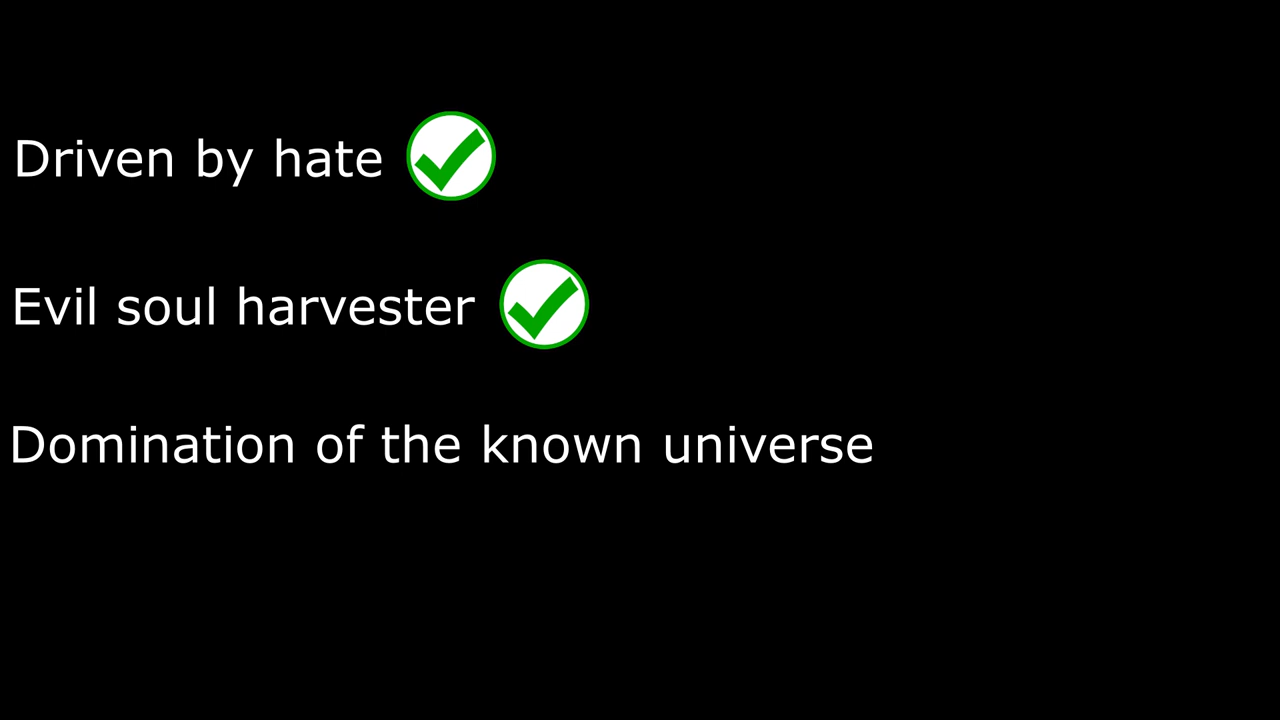 Driven by hate
Evil soul harvester
Domination of the known universe